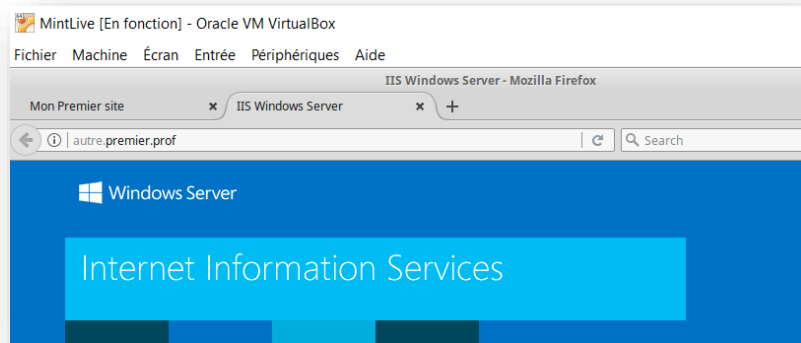 MintLive [En fonction] - Oracle VM VirtualBox
Fichier Machine Écran Entrée Périphériques Aide
IIS Windows Server - Mozilla Firefox
Mon Premier site × IIS Windows Server × +
autre.premier.prof Search
Windows Server
Internet Information Services